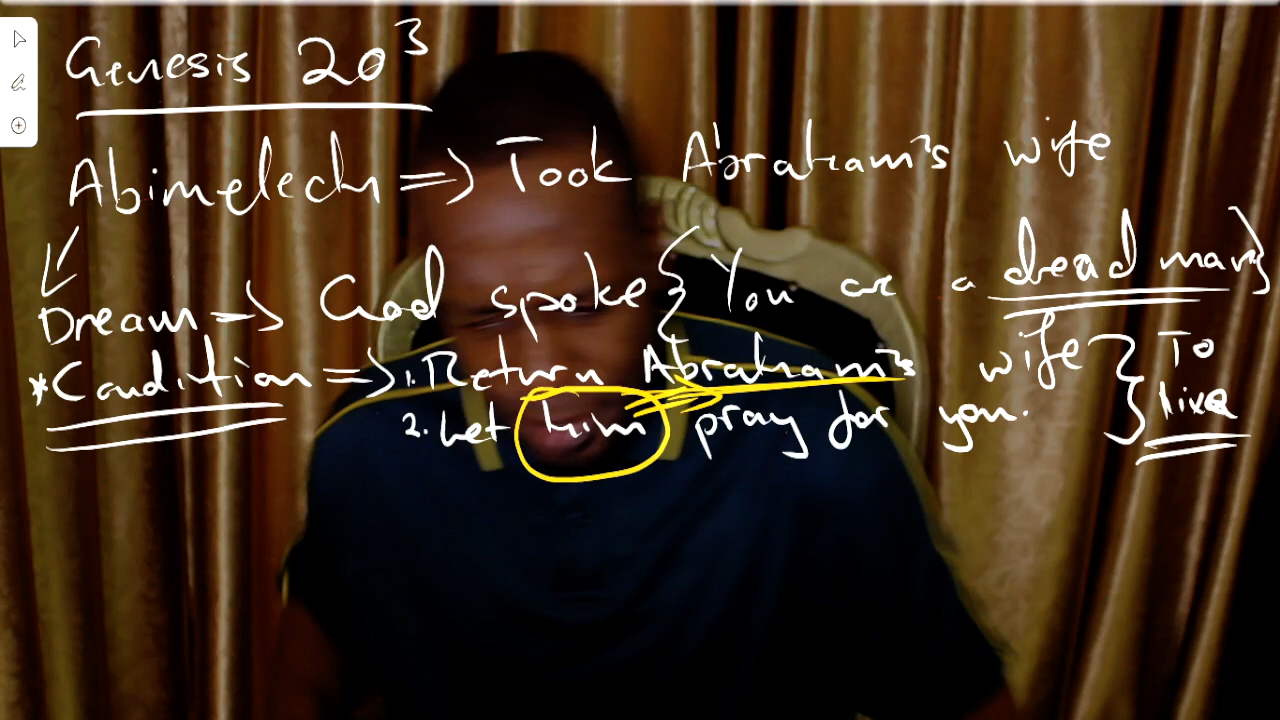 Genesis 20³
Abimelech => Took Abraham's wife
Dream => God spoke { You are a dead man}
*Condition => 1. Return Abraham's wife } To
2. Let him pray for you. live